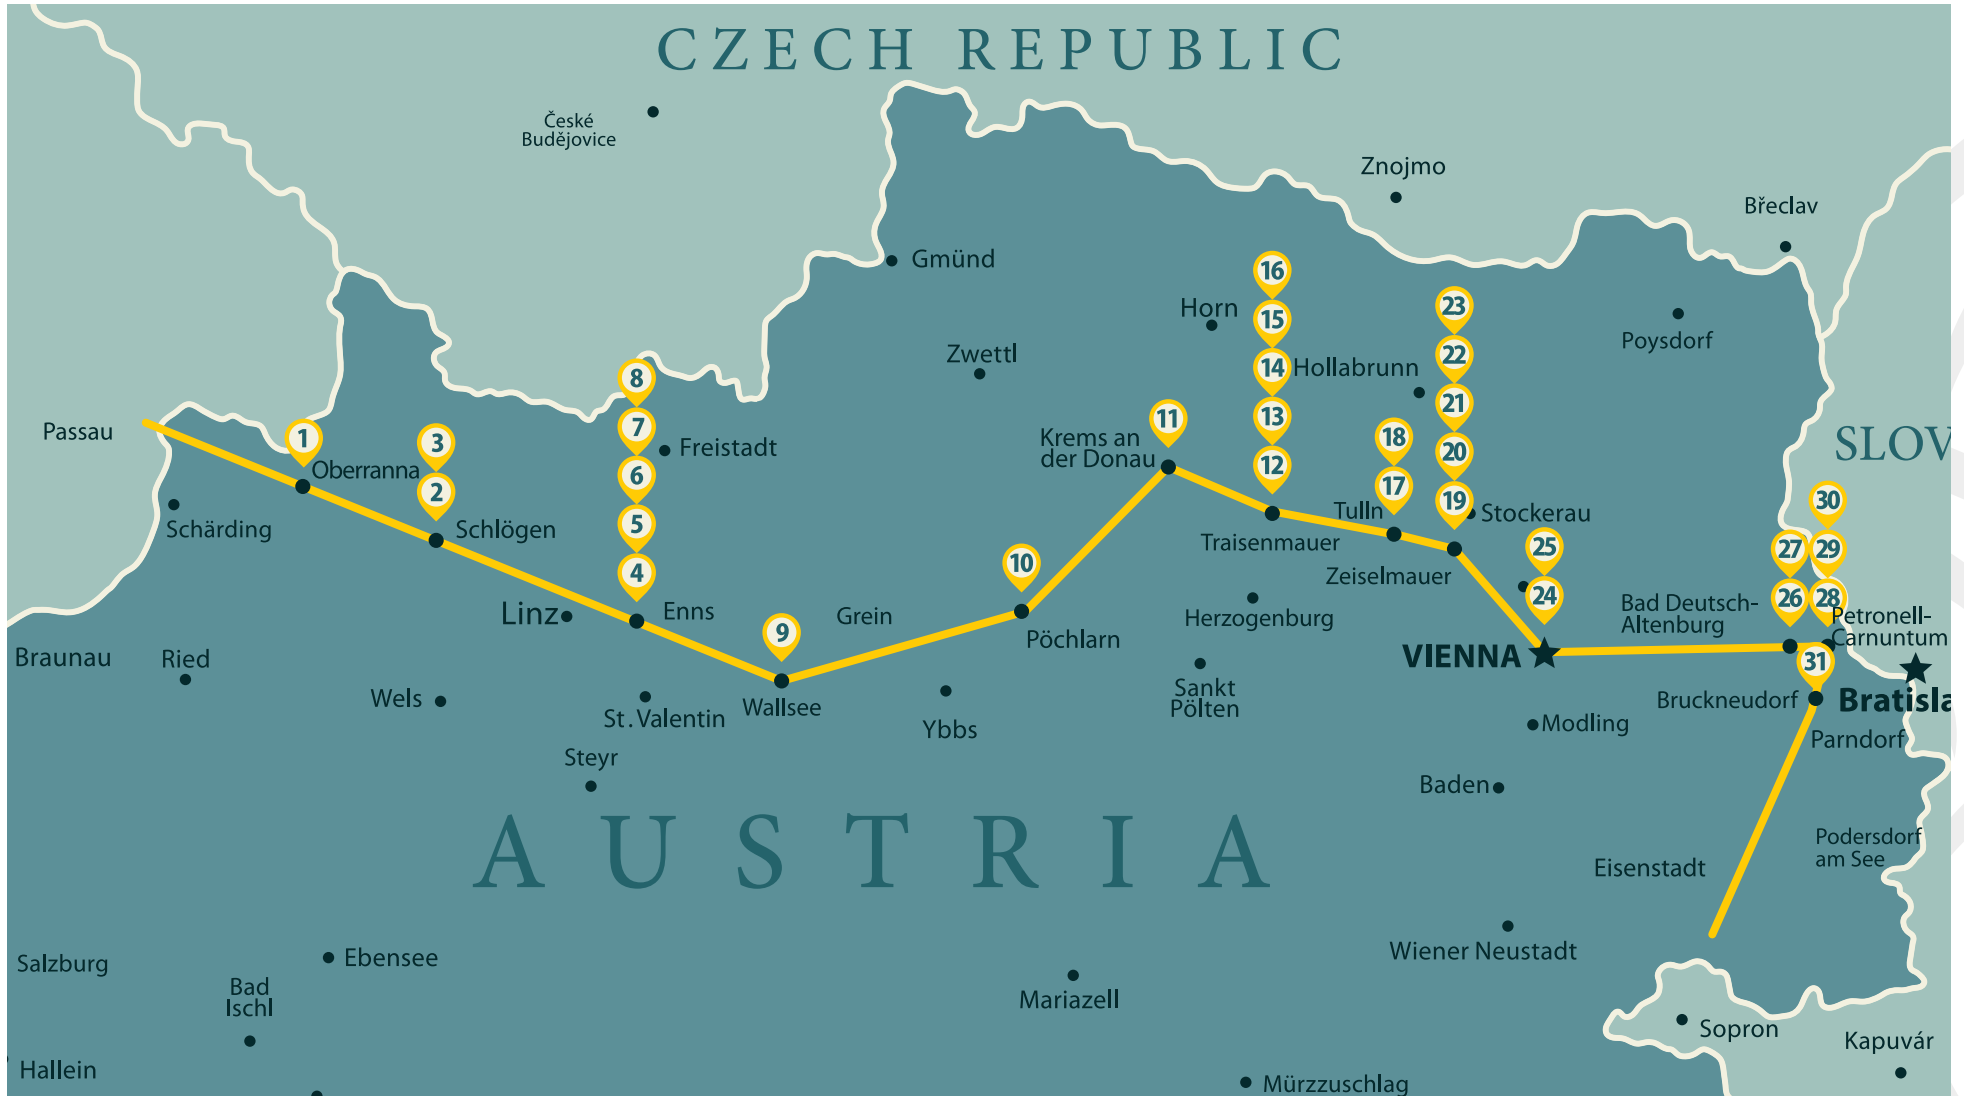 CZECH REPUBLIC
České
Budějovice
Znojmo
Břeclav
Gmünd
16
Horn
15
23
Poysdorf
Zwettl
22
14
Hollabrunn
8
21
13
11
7
Freistadt
Passau
1
3
Krems an
der Donau
18
20
SLOV
Oberranna
6
12
2
17
19
30
Schärding
Schlögen
5
Tulln
Stockerau
Traisenmauer
25
27
29
10
4
Zeiselmauer
24
26
28
Linz
Enns
Grein
Herzogenburg
Bad Deutsch-
Altenburg
Petronell-
Carnuntum
9
Pöchlarn
Braunau
Ried
VIENNA
31
Wels
St. Valentin
Wallsee
Ybbs
Sankt
Pölten
Bruckneudorf
Bratisla
Modling
Parndorf
Steyr
Baden
AUSTRIA
Podersdorf
am See
Eisenstadt
Wiener Neustadt
Salzburg
Ebensee
Bad
Ischl
Mariazell
Sopron
Kapuvár
Hallein
Mürzzuschlag